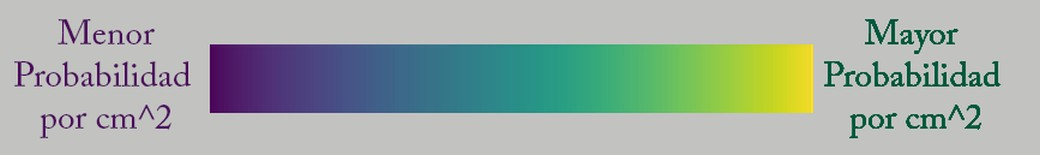 Menor
Probabilidad
por cm^2
Mayor
Probabilidad
por cm^2